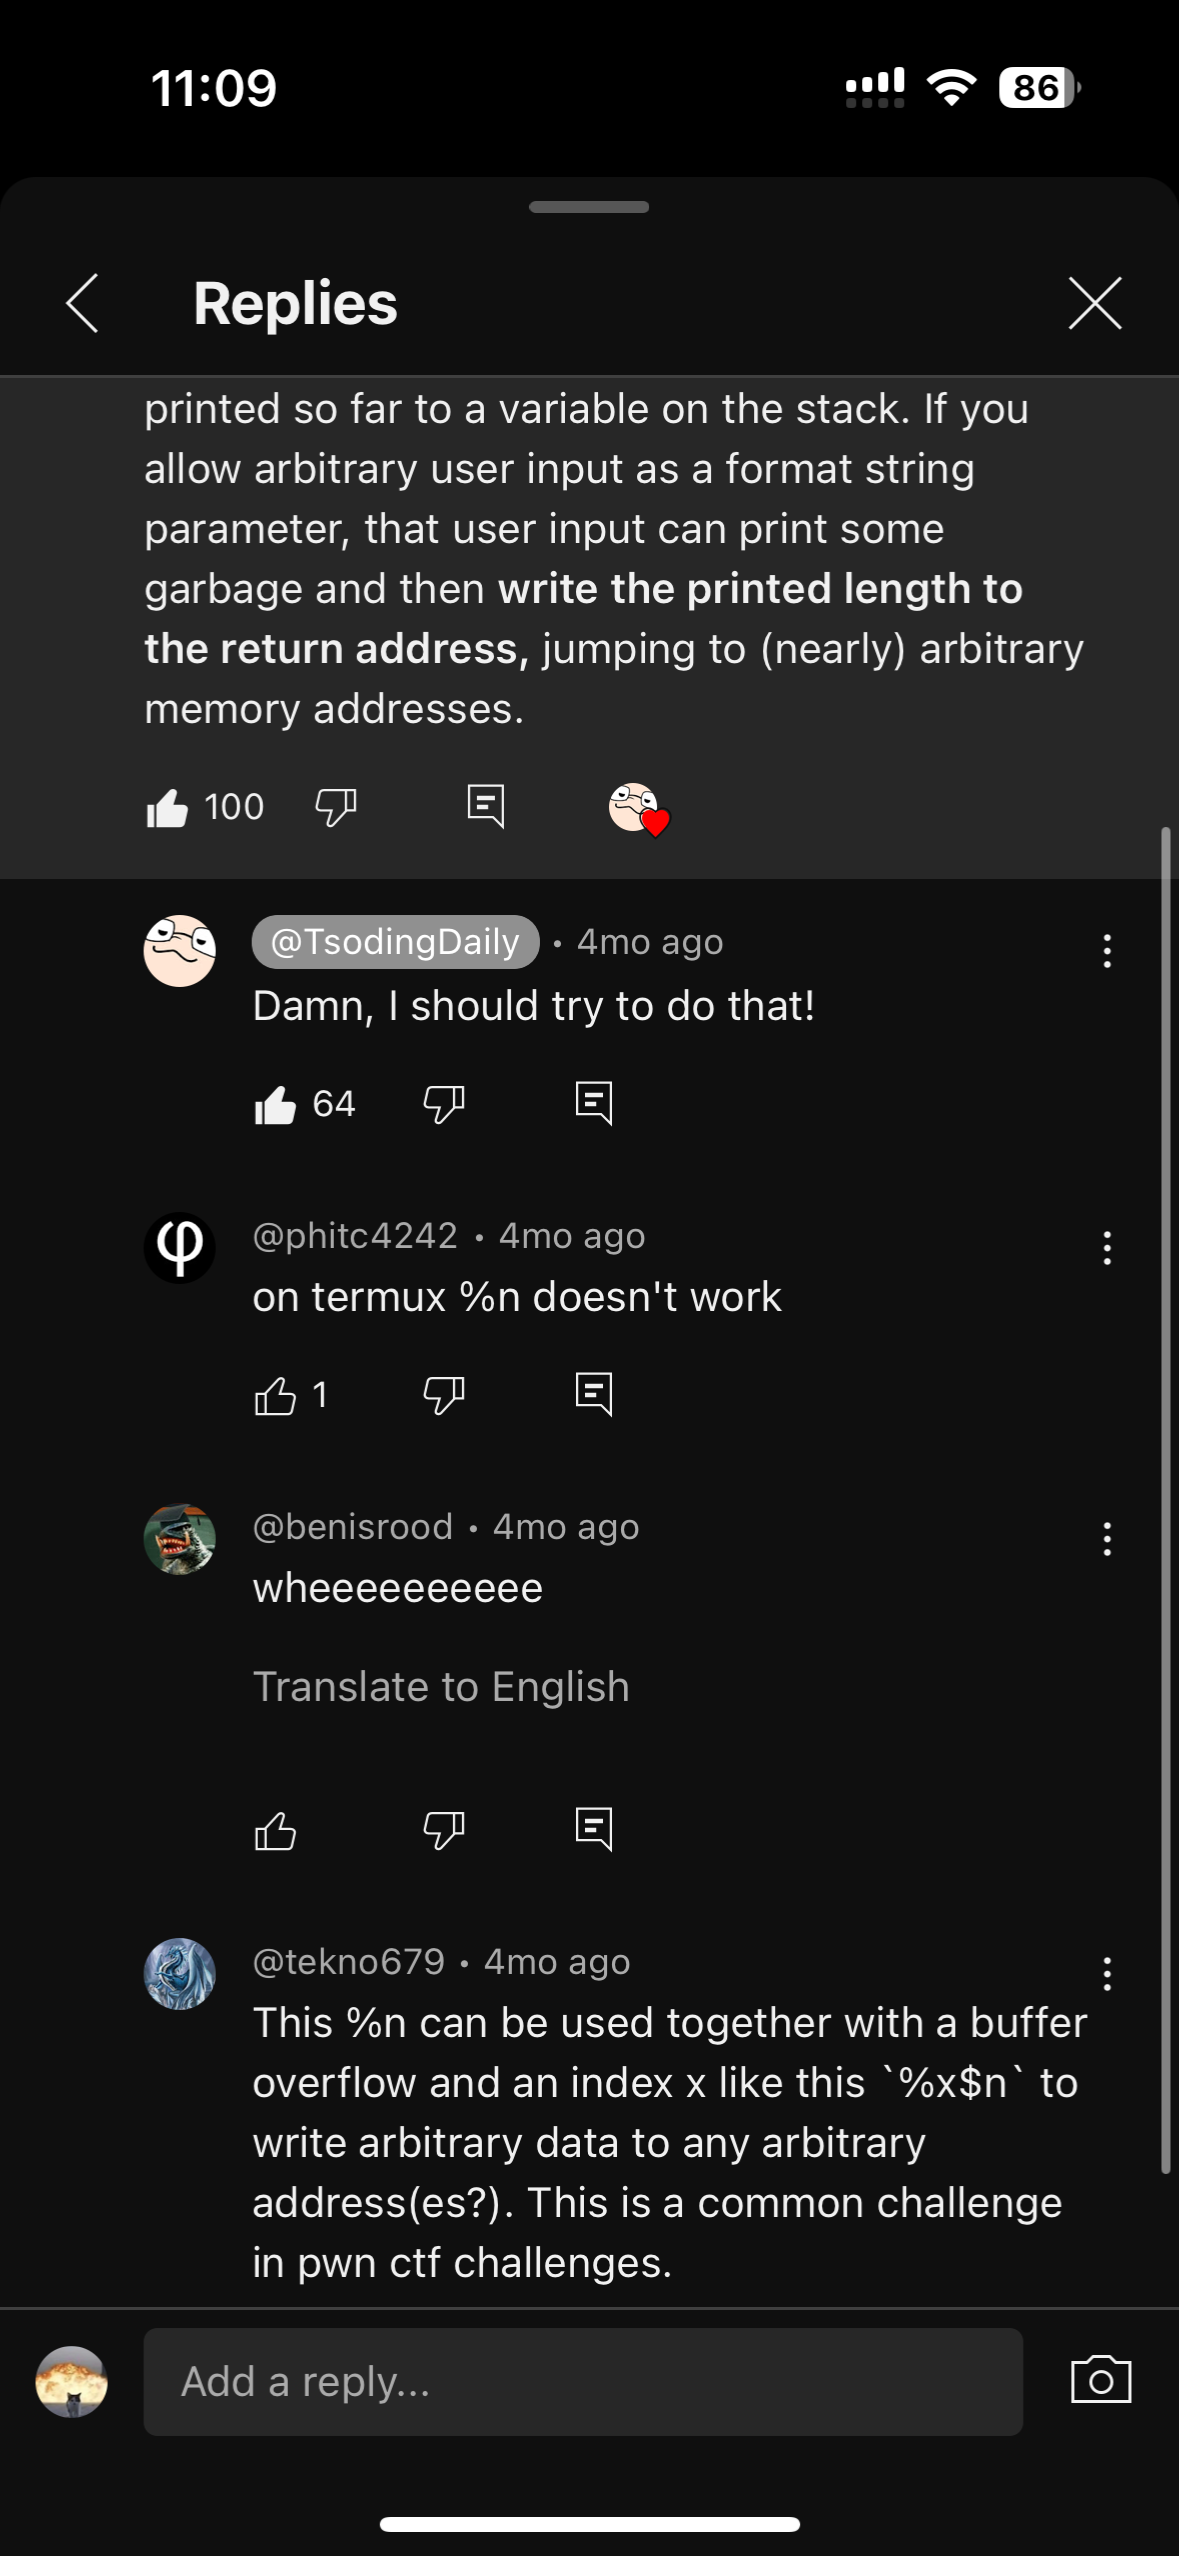 11:09
86
Replies
printed so far to a variable on the stack. If you
allow arbitrary user input as a format string
parameter, that user input can print some
garbage and then write the printed length to
the return address, jumping to (nearly) arbitrary
memory addresses.
100
@TsodingDaily • 4mo ago
Damn, I should try to do that!
64
@phitc4242 • 4mo ago
on termux %n doesn't work
1
@benisrood • 4mo ago
wheeeeeeeeee
Translate to English
@tekno679 • 4mo ago
This %n can be used together with a buffer
overflow and an index x like this `%x$n` to
write arbitrary data to any arbitrary
address(es?). This is a common challenge
in pwn ctf challenges.
Add a reply...